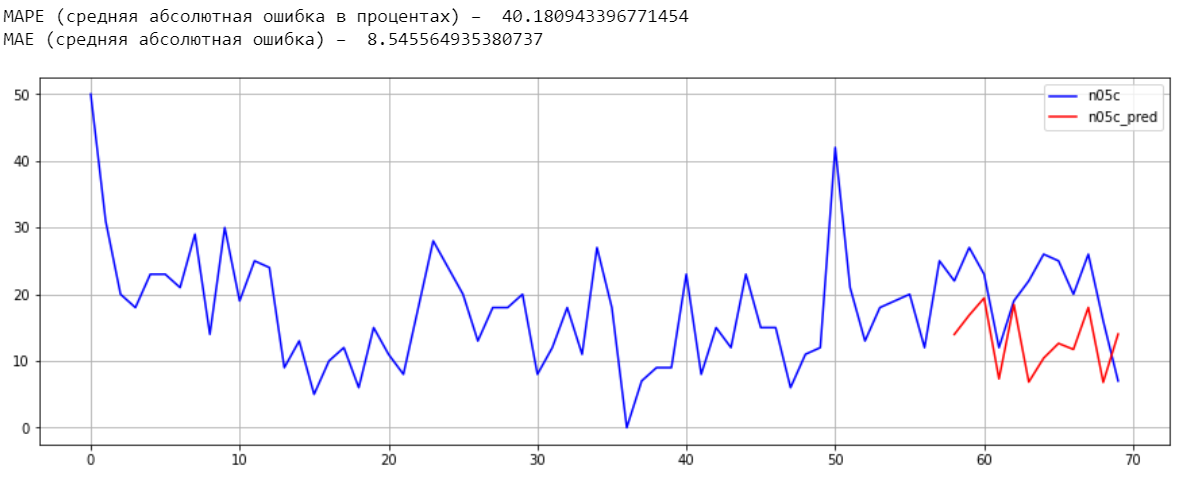 MAPE (средняя абсолютная ошибка в процентах) – 40.180943396771454
MAE (средняя абсолютная ошибка) – 8.545564935380737
n05c
n05c_pred
50
40
30
20
10
0
0 10 20 30 40 50 60 70